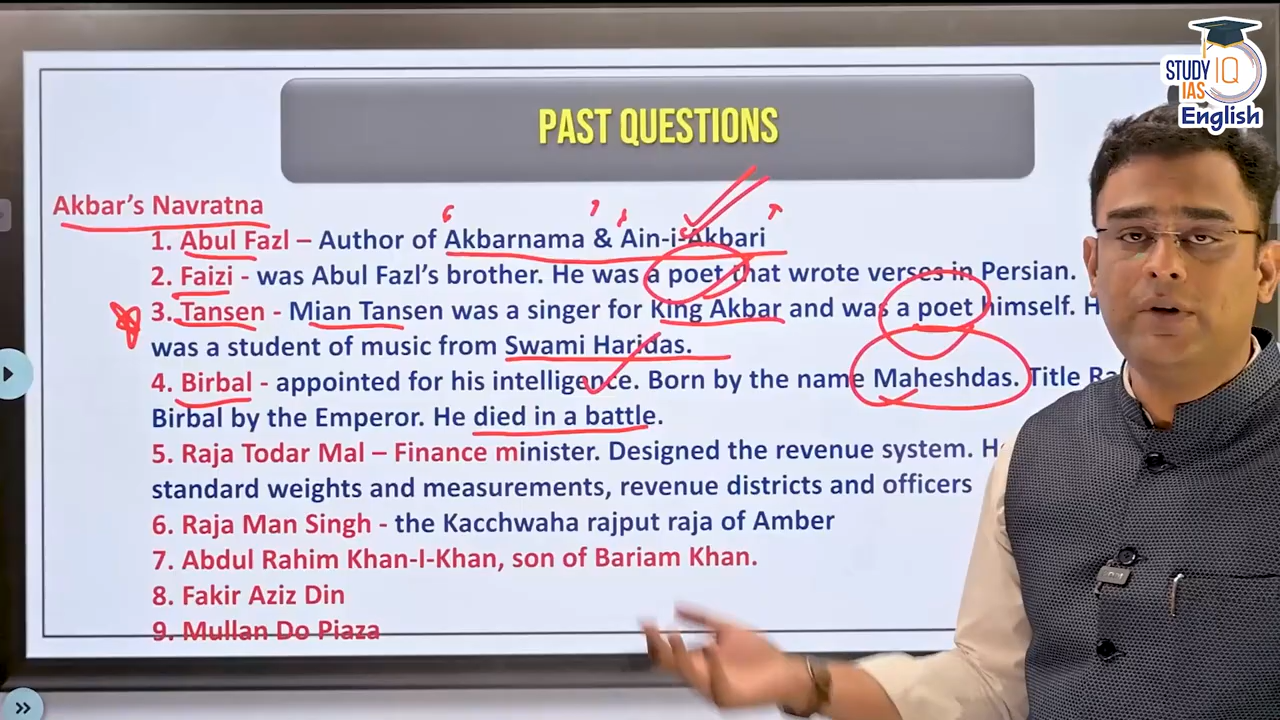 STUDY IQ
IAS
English
PAST QUESTIONS
Akbar's Navratna
1. Abul Fazl – Author of Akbarnama & Ain-i-Akbari
2. Faizi - was Abul Fazl's brother. He was a poet that wrote verses in Persian.
3. Tansen - Mian Tansen was a singer for King Akbar and was a poet himself.
was a student of music from Swami Haridas.
4. Birbal - appointed for his intelligence. Born by the name Maheshdas. Title
Birbal by the Emperor. He died in a battle.
5. Raja Todar Mal – Finance minister. Designed the revenue system.
standard weights and measurements, revenue districts and officers
6. Raja Man Singh - the Kacchwaha rajput raja of Amber
7. Abdul Rahim Khan-I-Khan, son of Bariam Khan.
8. Fakir Aziz Din
9. Mullan Do Piaza